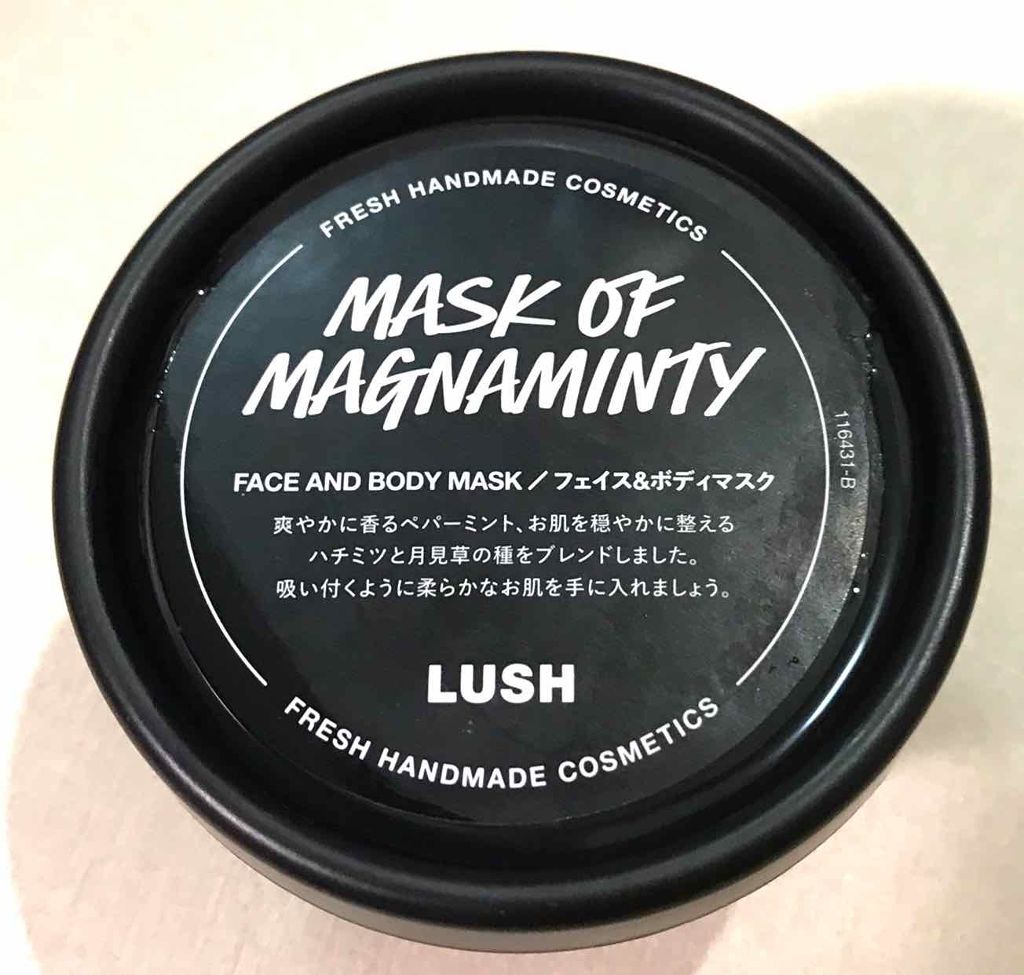 FRESH HANDMADE COSMETICS
MASK OF
MAGNAMINTY
FACE AND BODY MASK/フェイス&ボディマスク
爽やかに香るペパーミント、お肌を穏やかに整える
ハチミツと月見草の種をブレンドしました。
吸い付くように柔らかなお肌を手に入れましょう。
LUSH
FRESH HANDMADE COSMETICS
116431-B